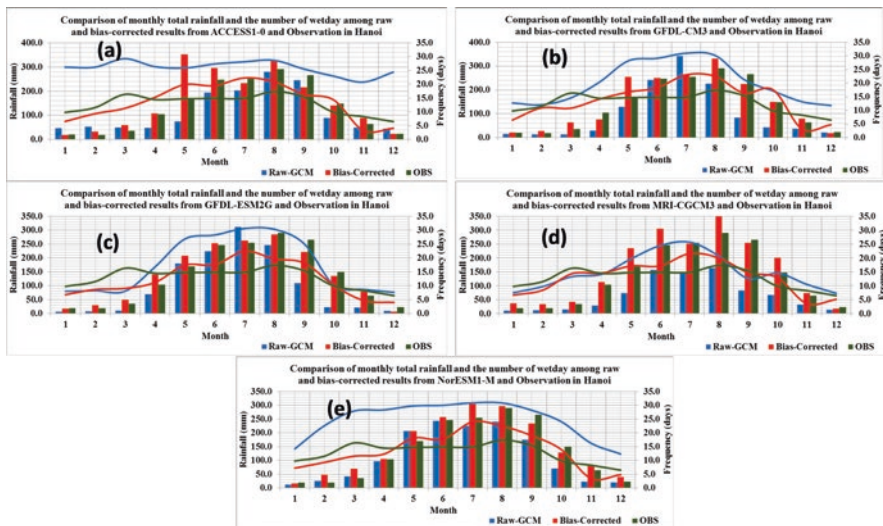 Comparison of monthly total rainfall and the number of wetday among raw
and bias-corrected results from ACCESS1-0 and Observation in Hanoi
(a)
Rainfall (mm)
400.0
300.0
200.0
100.0
0.0
35.0
30.0
25.0
20.0
15.0
10.0
5.0
0.0
Frequency (days)
1 2 3 4 5 6 7 8 9 10 11 12
Month
Raw-GCM Bias-Corrected OBS
Comparison of monthly total rainfall and the number of wetday among raw
and bias-corrected results from GFDL-CM3 and Observation in Hanoi
(b)
Rainfall (mm)
400.0
300.0
200.0
100.0
0.0
35.0
30.0
25.0
20.0
15.0
10.0
5.0
0.0
Frequency (days)
1 2 3 4 5 6 7 8 9 10 11 12
Month
Raw-GCM Bias-Corrected OBS
Comparison of monthly total rainfall and the number of wetday among raw
and bias-corrected results from GFDL-ESM2G and Observation in Hanoi
(c)
Rainfall (mm)
350.0
300.0
250.0
200.0
150.0
100.0
50.0
0.0
35.0
30.0
25.0
20.0
15.0
10.0
5.0
0.0
Frequency (days)
1 2 3 4 5 6 7 8 9 10 11 12
Month
Raw-GCM Bias-Corrected OBS
Comparison of monthly total rainfall and the number of wetday among raw
and bias-corrected results from MRI-CGCM3 and Observation in Hanoi
(d)
Rainfall (mm)
350.0
300.0
250.0
200.0
150.0
100.0
50.0
0.0
35.0
30.0
25.0
20.0
15.0
10.0
5.0
0.0
Frequency (days)
1 2 3 4 5 6 7 8 9 10 11 12
Month
Raw-GCM Bias-Corrected OBS
Comparison of monthly total rainfall and the number of wetday among raw
and bias-corrected results from NorESM1-M and Observation in Hanoi
(e)
Rainfall (mm)
350.0
300.0
250.0
200.0
150.0
100.0
50.0
0.0
35.0
30.0
25.0
20.0
15.0
10.0
5.0
0.0
Frequency (days)
1 2 3 4 5 6 7 8 9 10 11 12
Month
Raw-GCM Bias-Corrected OBS